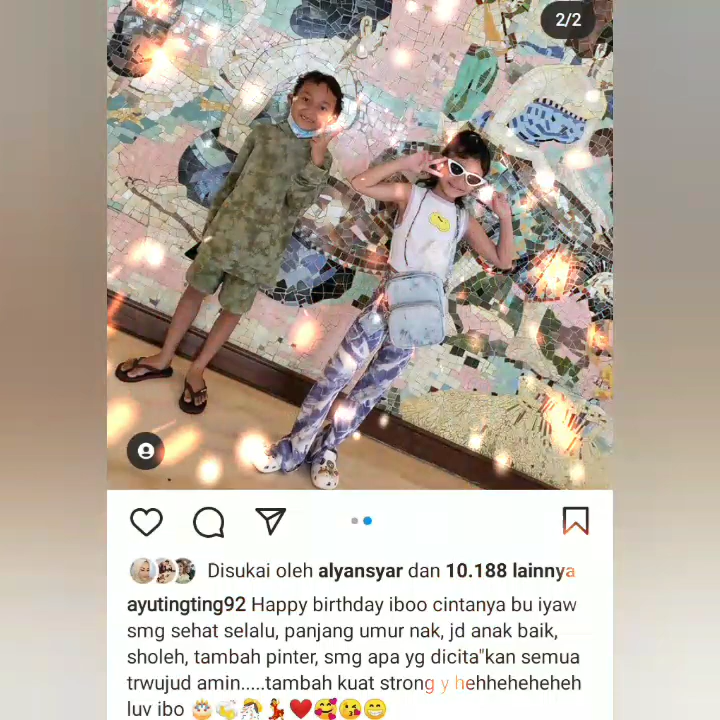 2/2
Disukai oleh alyansyar dan 10.188 lainnya
ayutingting92 Happy birthday iboo cintanya bu iyaw
smg sehat selalu, panjang umur nak, jd anak baik,
sholeh, tambah pinter, smg apa yg dicita"kan semua
trwujud amin.....tambah kuat strong y hehheheheheh
luv ibo 🎂🍻👼💃❤️🥰😘😁